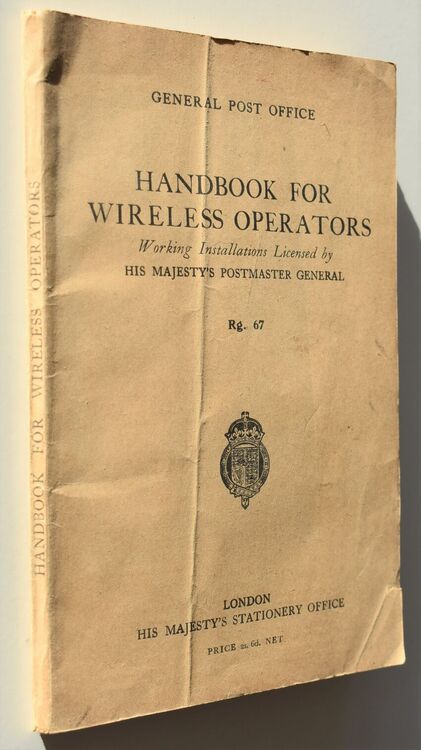 GENERAL POST OFFICE
HANDBOOK FOR
WIRELESS OPERATORS
Working Installations Licensed by
HIS MAJESTY'S POSTMASTER GENERAL
Rg. 67
LONDON
HIS MAJESTY'S STATIONERY OFFICE
PRICE 2s. 6d. NET
HANDBOOK FOR WIRELESS OPERATORS